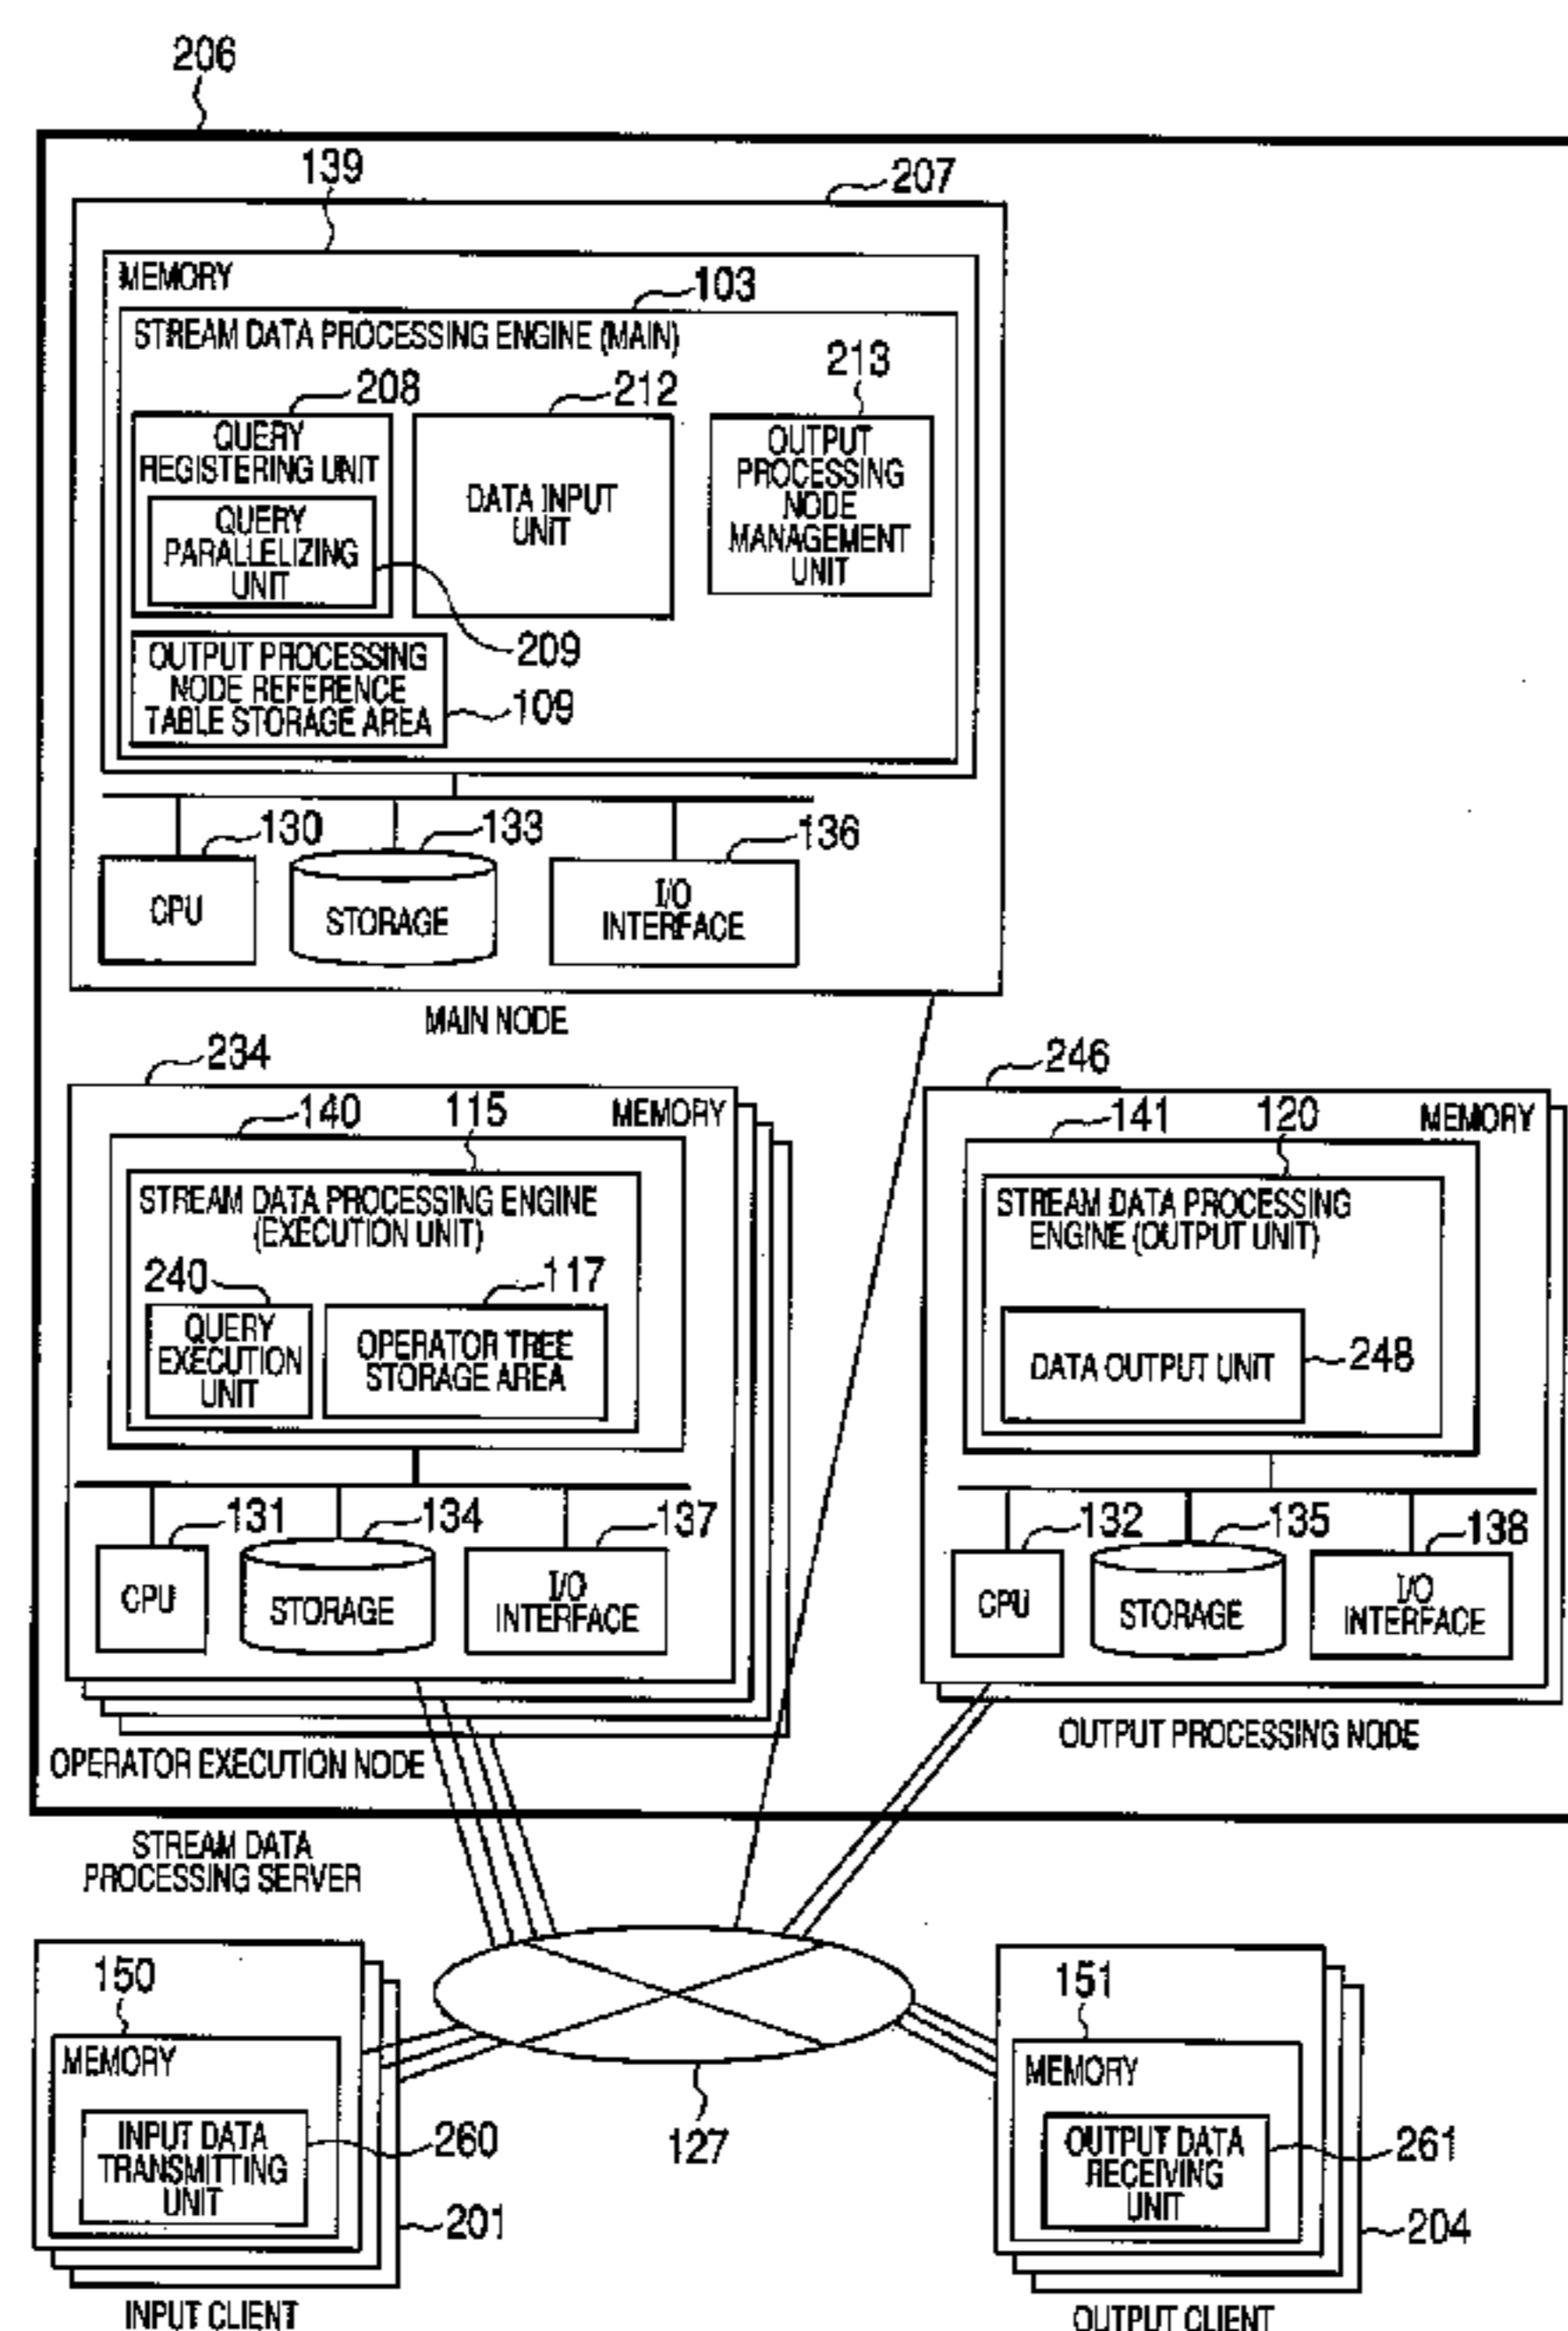 206
139
207
MEMORY
103
STREAM DATA PROCESSING ENGINE (MAIN)
208
212
213
QUERY
REGISTERING UNIT
QUERY
PARALLELIZING
UNIT
DATA INPUT
UNIT
OUTPUT
PROCESSING
NODE
MANAGEMENT
UNIT
209
OUTPUT PROCESSING
NODE REFERENCE
TABLE STORAGE AREA
109
130
133
136
CPU
STORAGE
I/O
INTERFACE
MAIN NODE
234
140
115
MEMORY
STREAM DATA PROCESSING ENGINE
(EXECUTION UNIT)
240
117
QUERY
EXECUTION
UNIT
OPERATOR TREE
STORAGE AREA
131
134
137
CPU
STORAGE
I/O
INTERFACE
OPERATOR EXECUTION NODE
246
141
120
MEMORY
STREAM DATA PROCESSING
ENGINE (OUTPUT UNIT)
DATA OUTPUT UNIT
248
132
135
138
CPU
STORAGE
I/O
INTERFACE
OUTPUT PROCESSING NODE
STREAM DATA
PROCESSING SERVER
150
MEMORY
INPUT DATA
TRANSMITTING
UNIT
260
201
INPUT CLIENT
127
151
MEMORY
OUTPUT DATA
RECEIVING
UNIT
261
204
OUTPUT CLIENT